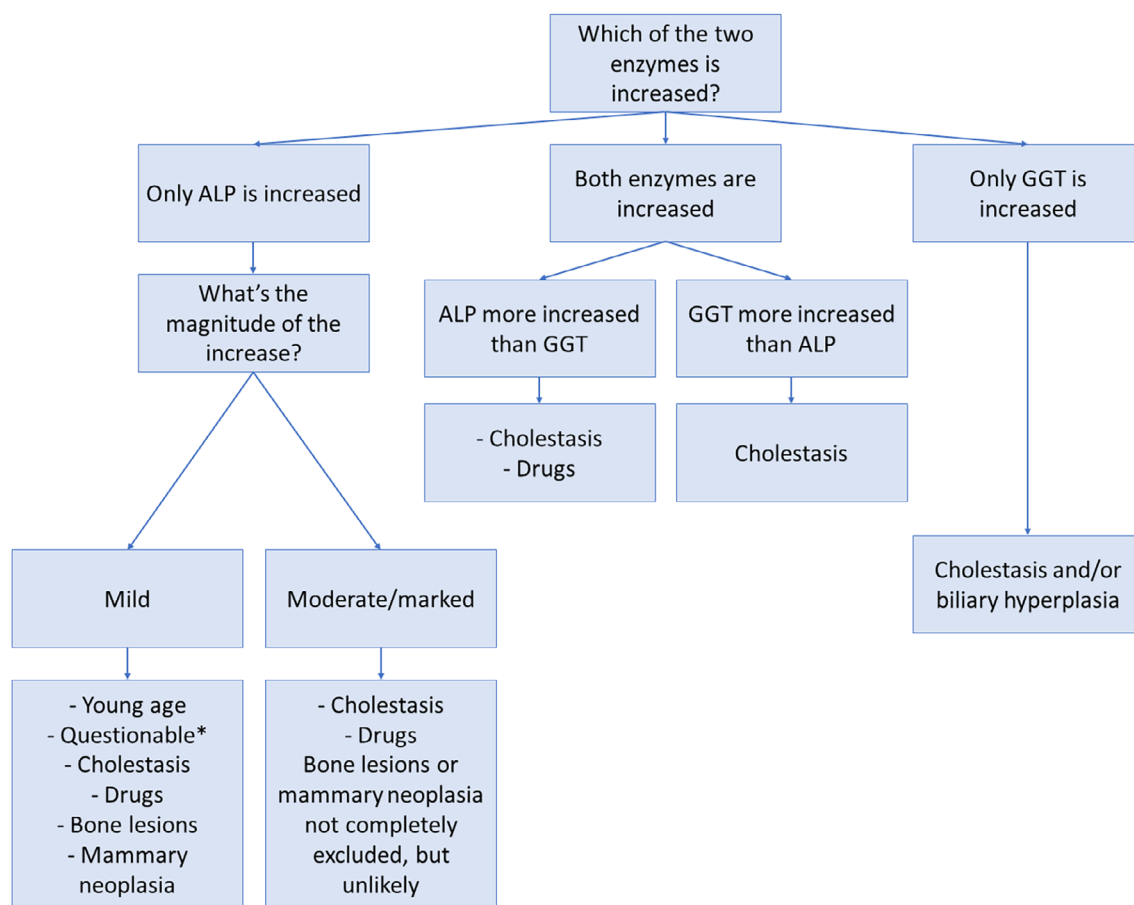 Which of the two
enzymes is
increased?
Only ALP is increased
Both enzymes are
increased
Only GGT is
increased
What’s the
magnitude of the
increase?
ALP more increased
than GGT
GGT more increased
than ALP
- Cholestasis
- Drugs
Cholestasis
Mild
Moderate/marked
Cholestasis and/or
biliary hyperplasia
- Young age
- Questionable*
- Cholestasis
- Drugs
- Bone lesions
- Mammary
neoplasia
- Cholestasis
- Drugs
Bone lesions or
mammary neoplasia
not completely
excluded, but
unlikely